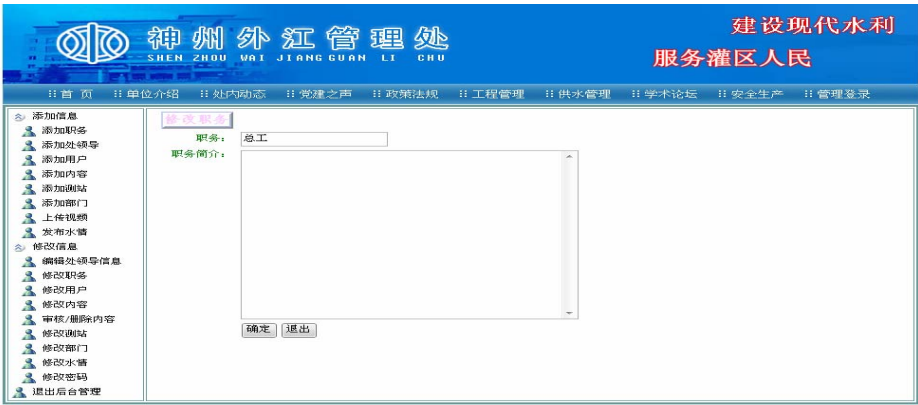 神州外江管理处
SHEN ZHOU WAI JIANG GUAN LI CHU
建设现代水利
服务灌区人民
首 页 单位介绍 处内动态 党建之声 政策法规 工程管理 供水管理 学术论坛 安全生产 管理登录
添加信息
添加职务
添加处领导
添加用户
添加内容
添加测站
添加部门
上传视频
发布水情
修改信息
编辑处领导信息
修改职务
修改用户
修改内容
审核/删除内容
修改测站
修改部门
修改水情
修改密码
退出后台管理
修改职务
职务: 总工
职务简介:
确定 退出